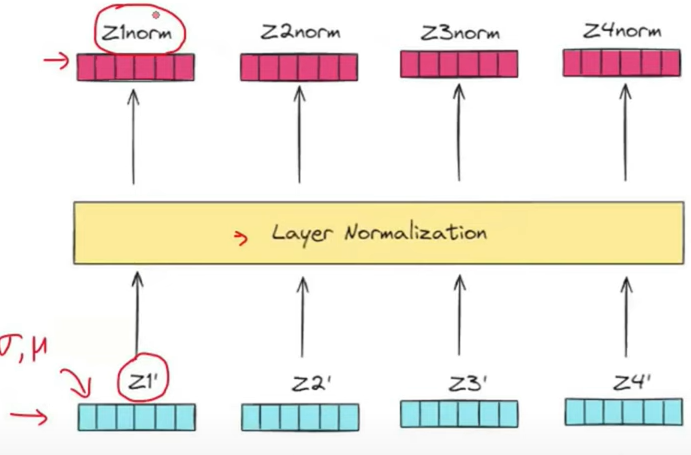 Z1norm Z2norm Z3norm Z4norm
Layer Normalization
σ, μ
Z1' Z2' Z3' Z4'